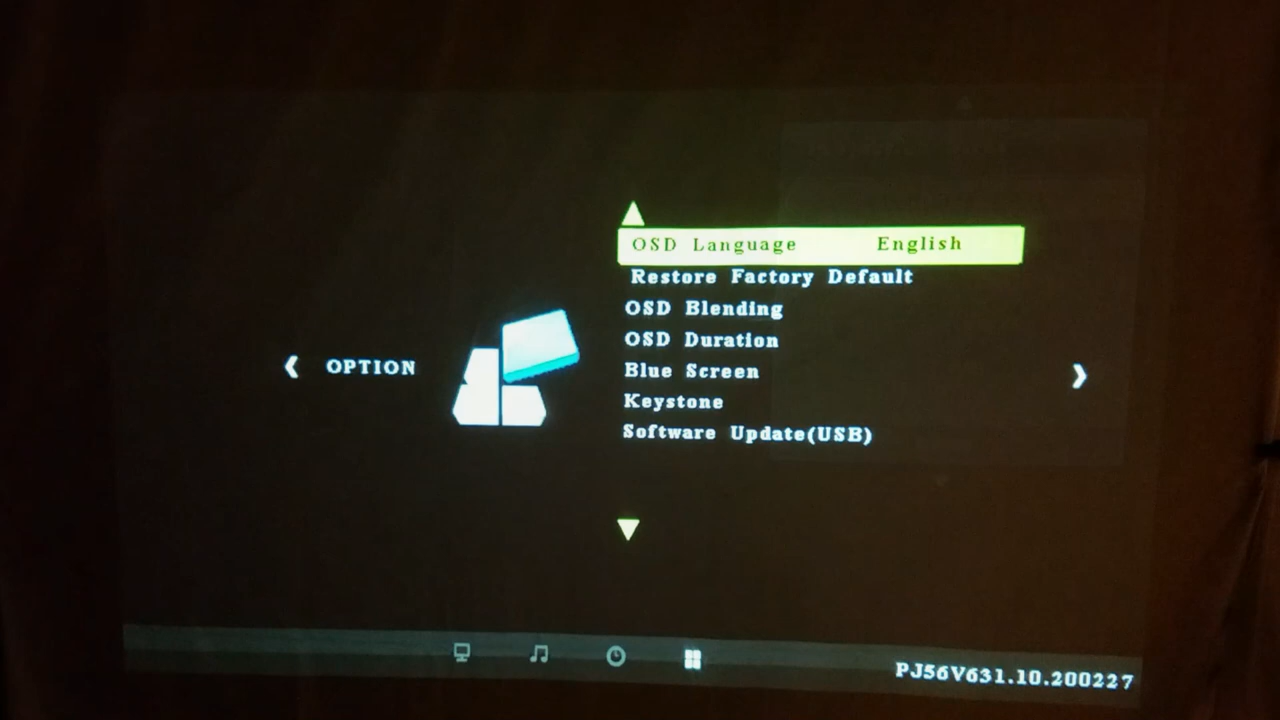 OSD Language English
Restore Factory Default
OSD Blending
OSD Duration
OPTION
Blue Screen
Keystone
Software Update(USB)
PJ56V631.10.200227